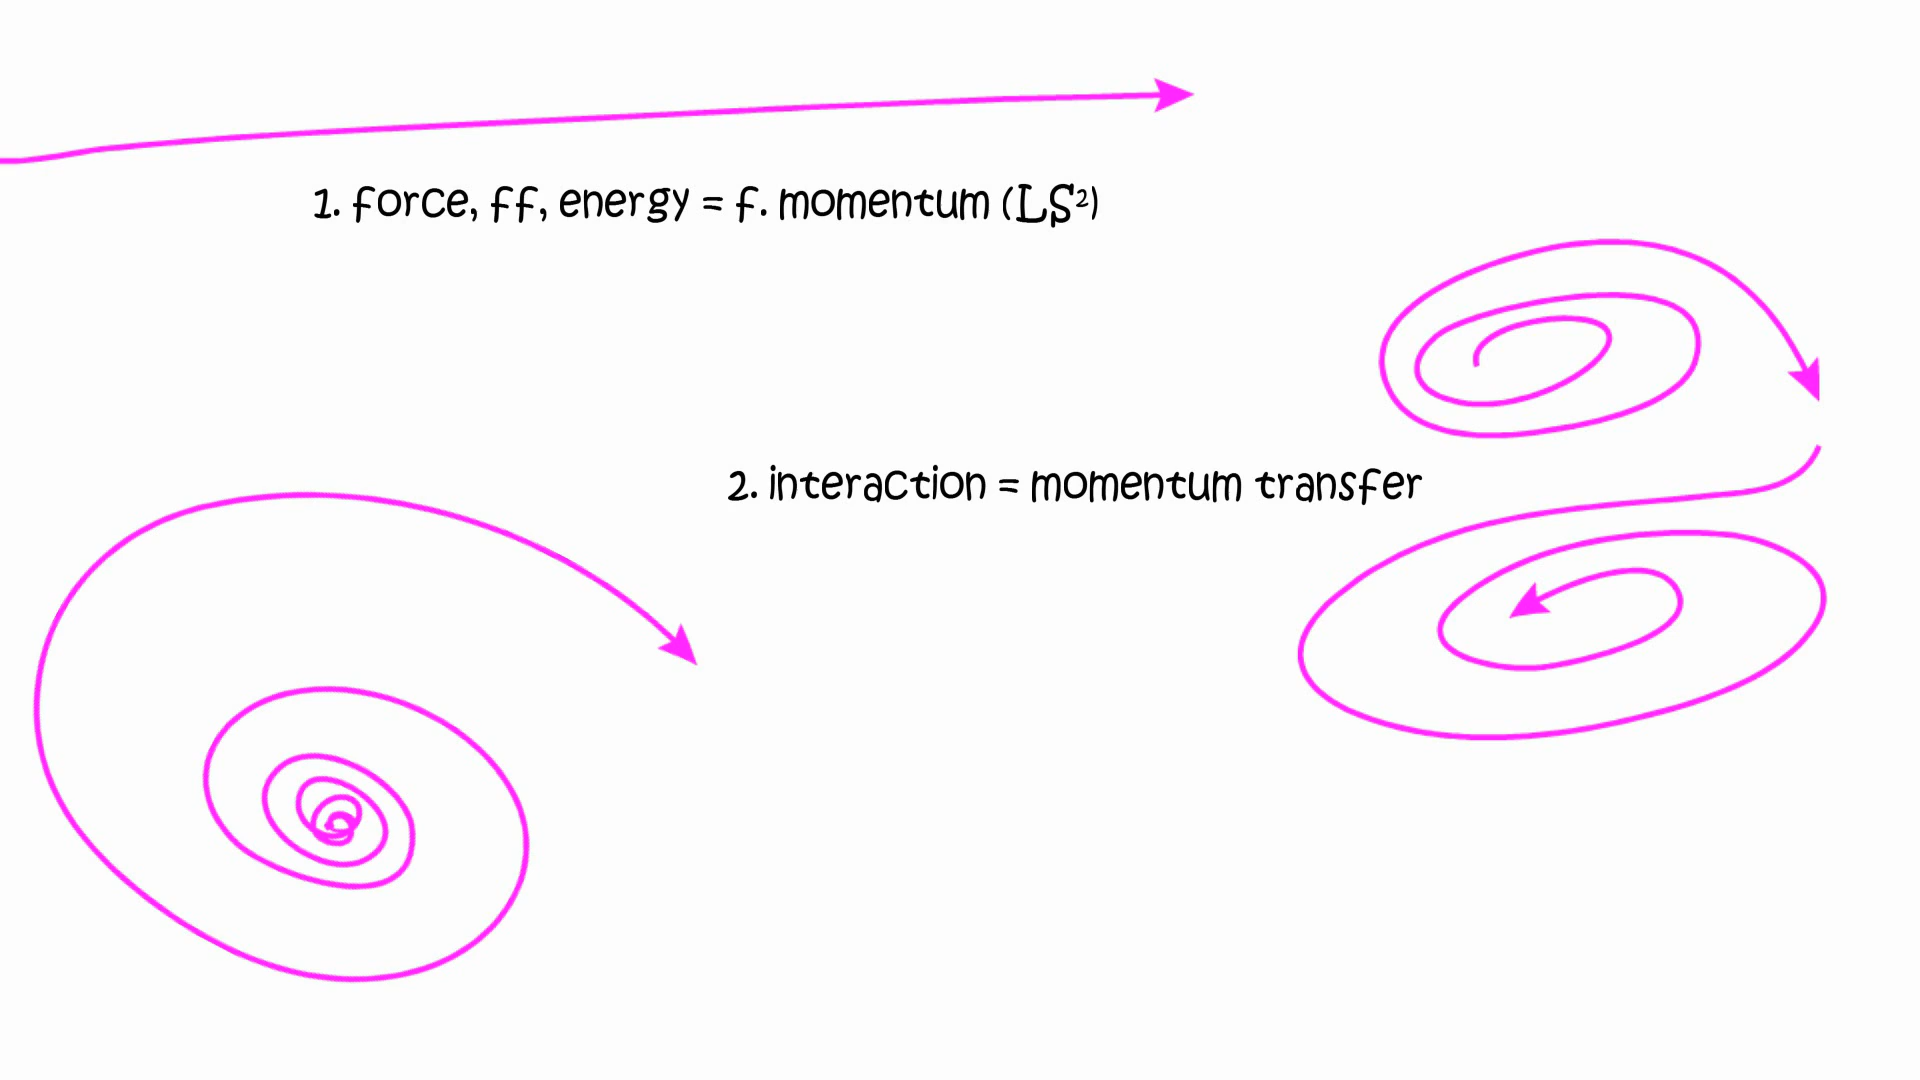 1. force, ff, energy = f. momentum (LS²)
2. interaction = momentum transfer